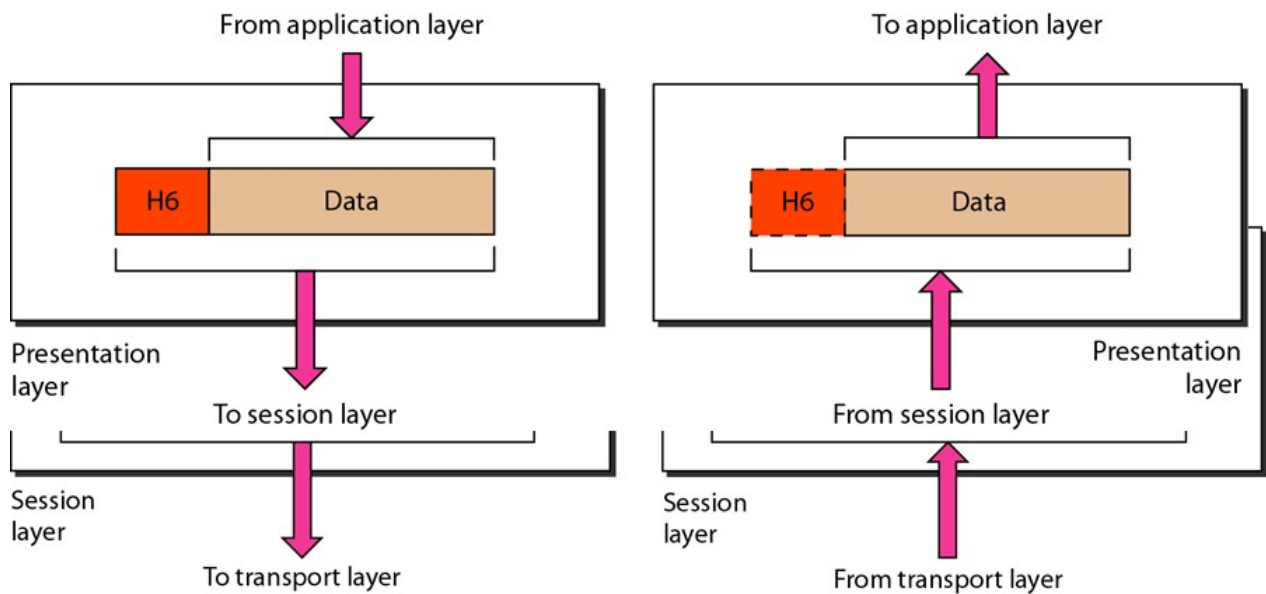 From application layer
H6
Data
Presentation
layer
To session layer
Session
layer
To transport layer
To application layer
H6
Data
Presentation
layer
From session layer
Session
layer
From transport layer